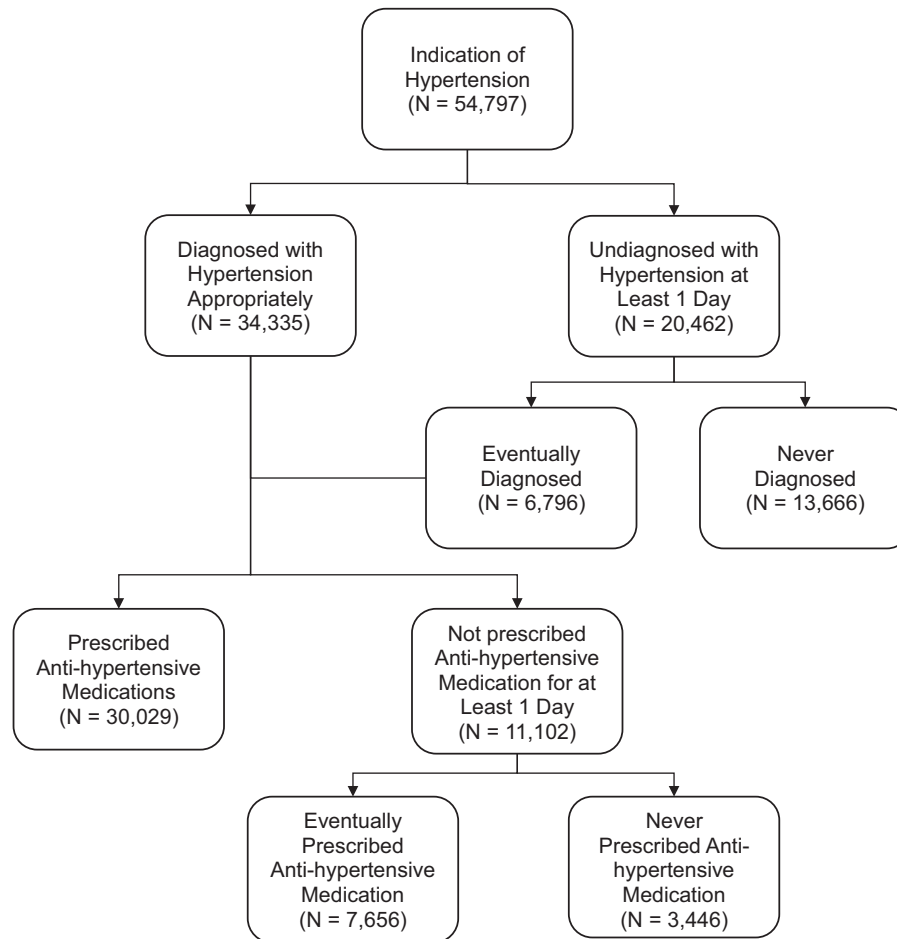 Indication of
Hypertension
(N = 54,797)
Diagnosed with
Hypertension
Appropriately
(N = 34,335)
Undiagnosed with
Hypertension at
Least 1 Day
(N = 20,462)
Eventually
Diagnosed
(N = 6,796)
Never
Diagnosed
(N = 13,666)
Prescribed
Anti-hypertensive
Medications
(N = 30,029)
Not prescribed
Anti-hypertensive
Medication for at
Least 1 Day
(N = 11,102)
Eventually
Prescribed
Anti-hypertensive
Medication
(N = 7,656)
Never
Prescribed Anti-
hypertensive
Medication
(N = 3,446)